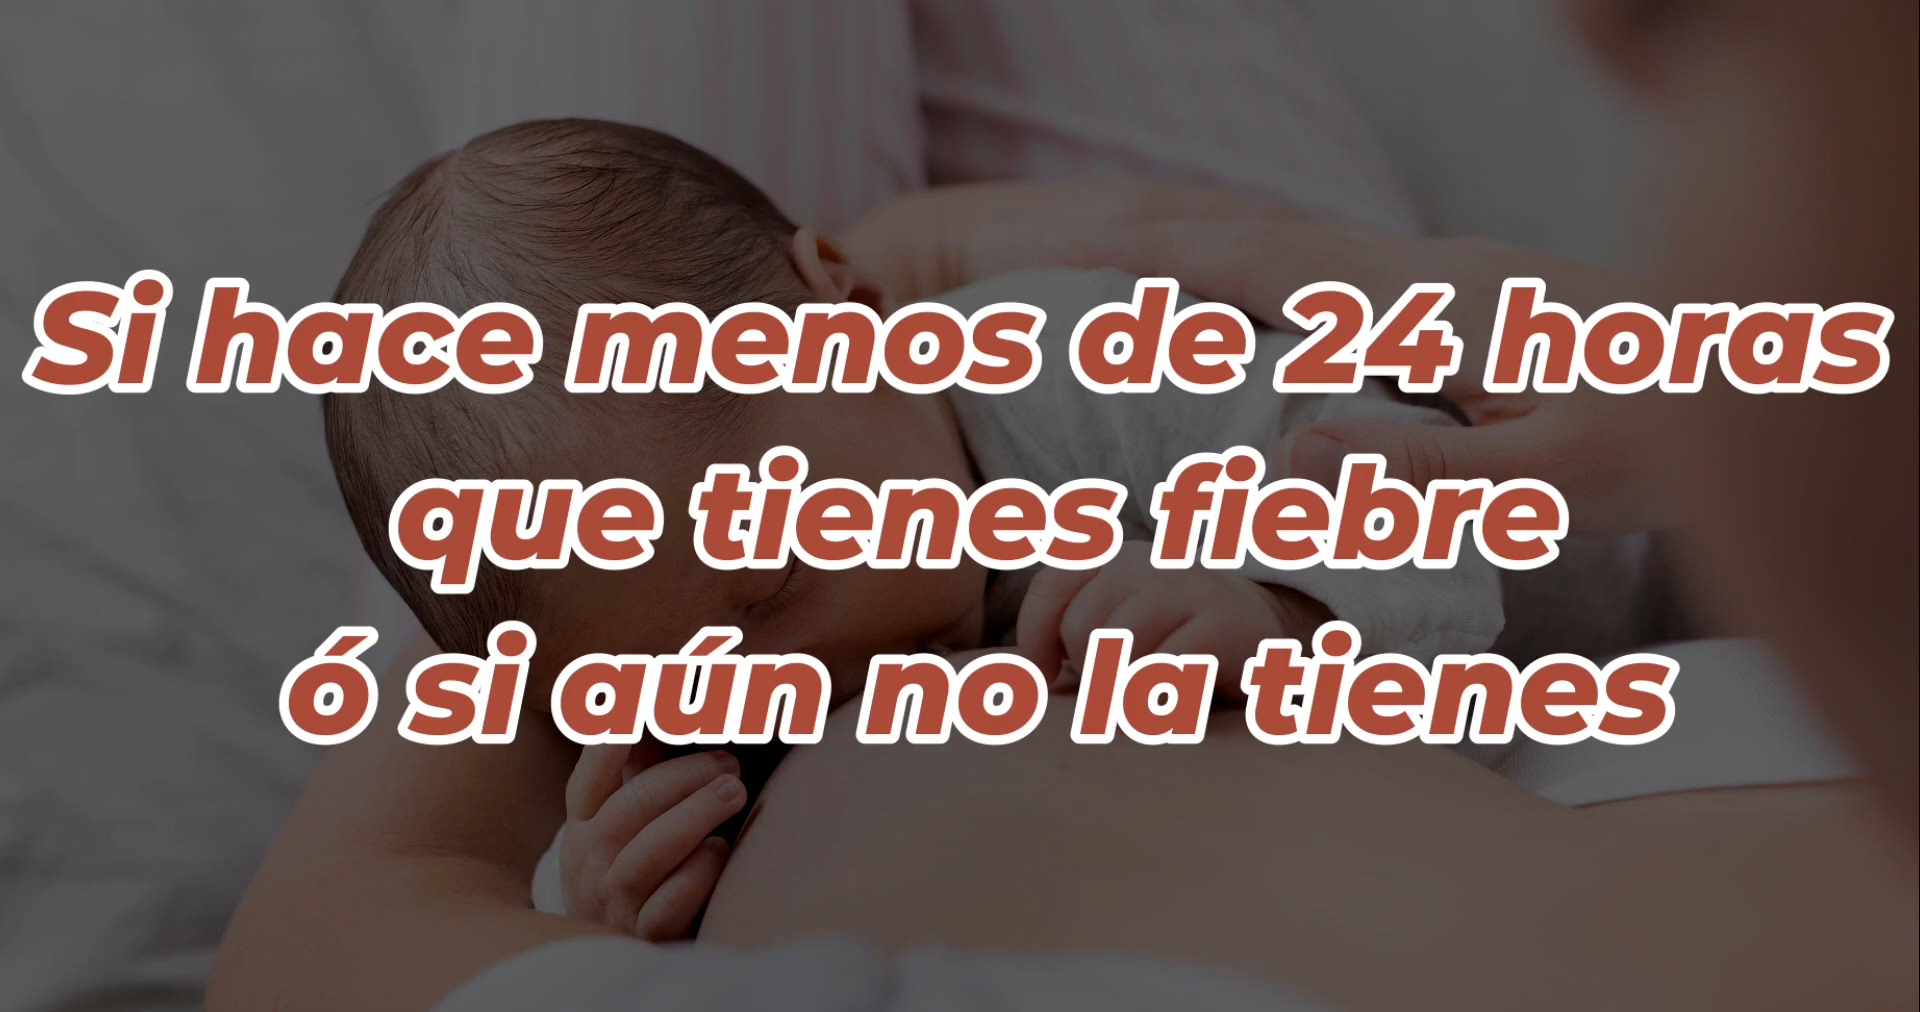 Si hace menos de 24 horas
que tienes fiebre
ó si aún no la tienes